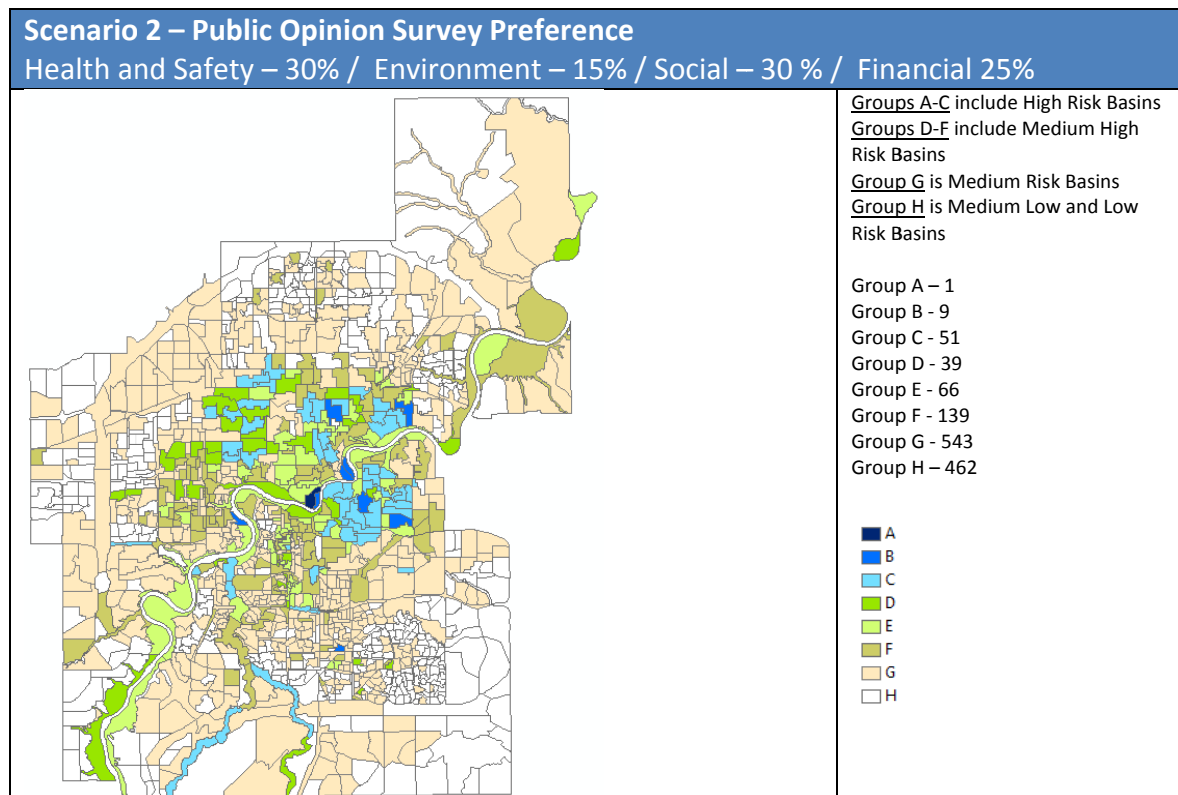 Scenario 2 – Public Opinion Survey Preference
Health and Safety – 30% / Environment – 15% / Social – 30 % / Financial 25%
Groups A-C include High Risk Basins
Groups D-F include Medium High
Risk Basins
Group G is Medium Risk Basins
Group H is Medium Low and Low
Risk Basins
Group A – 1
Group B - 9
Group C - 51
Group D - 39
Group E - 66
Group F - 139
Group G - 543
Group H – 462
A
B
C
D
E
F
G
H